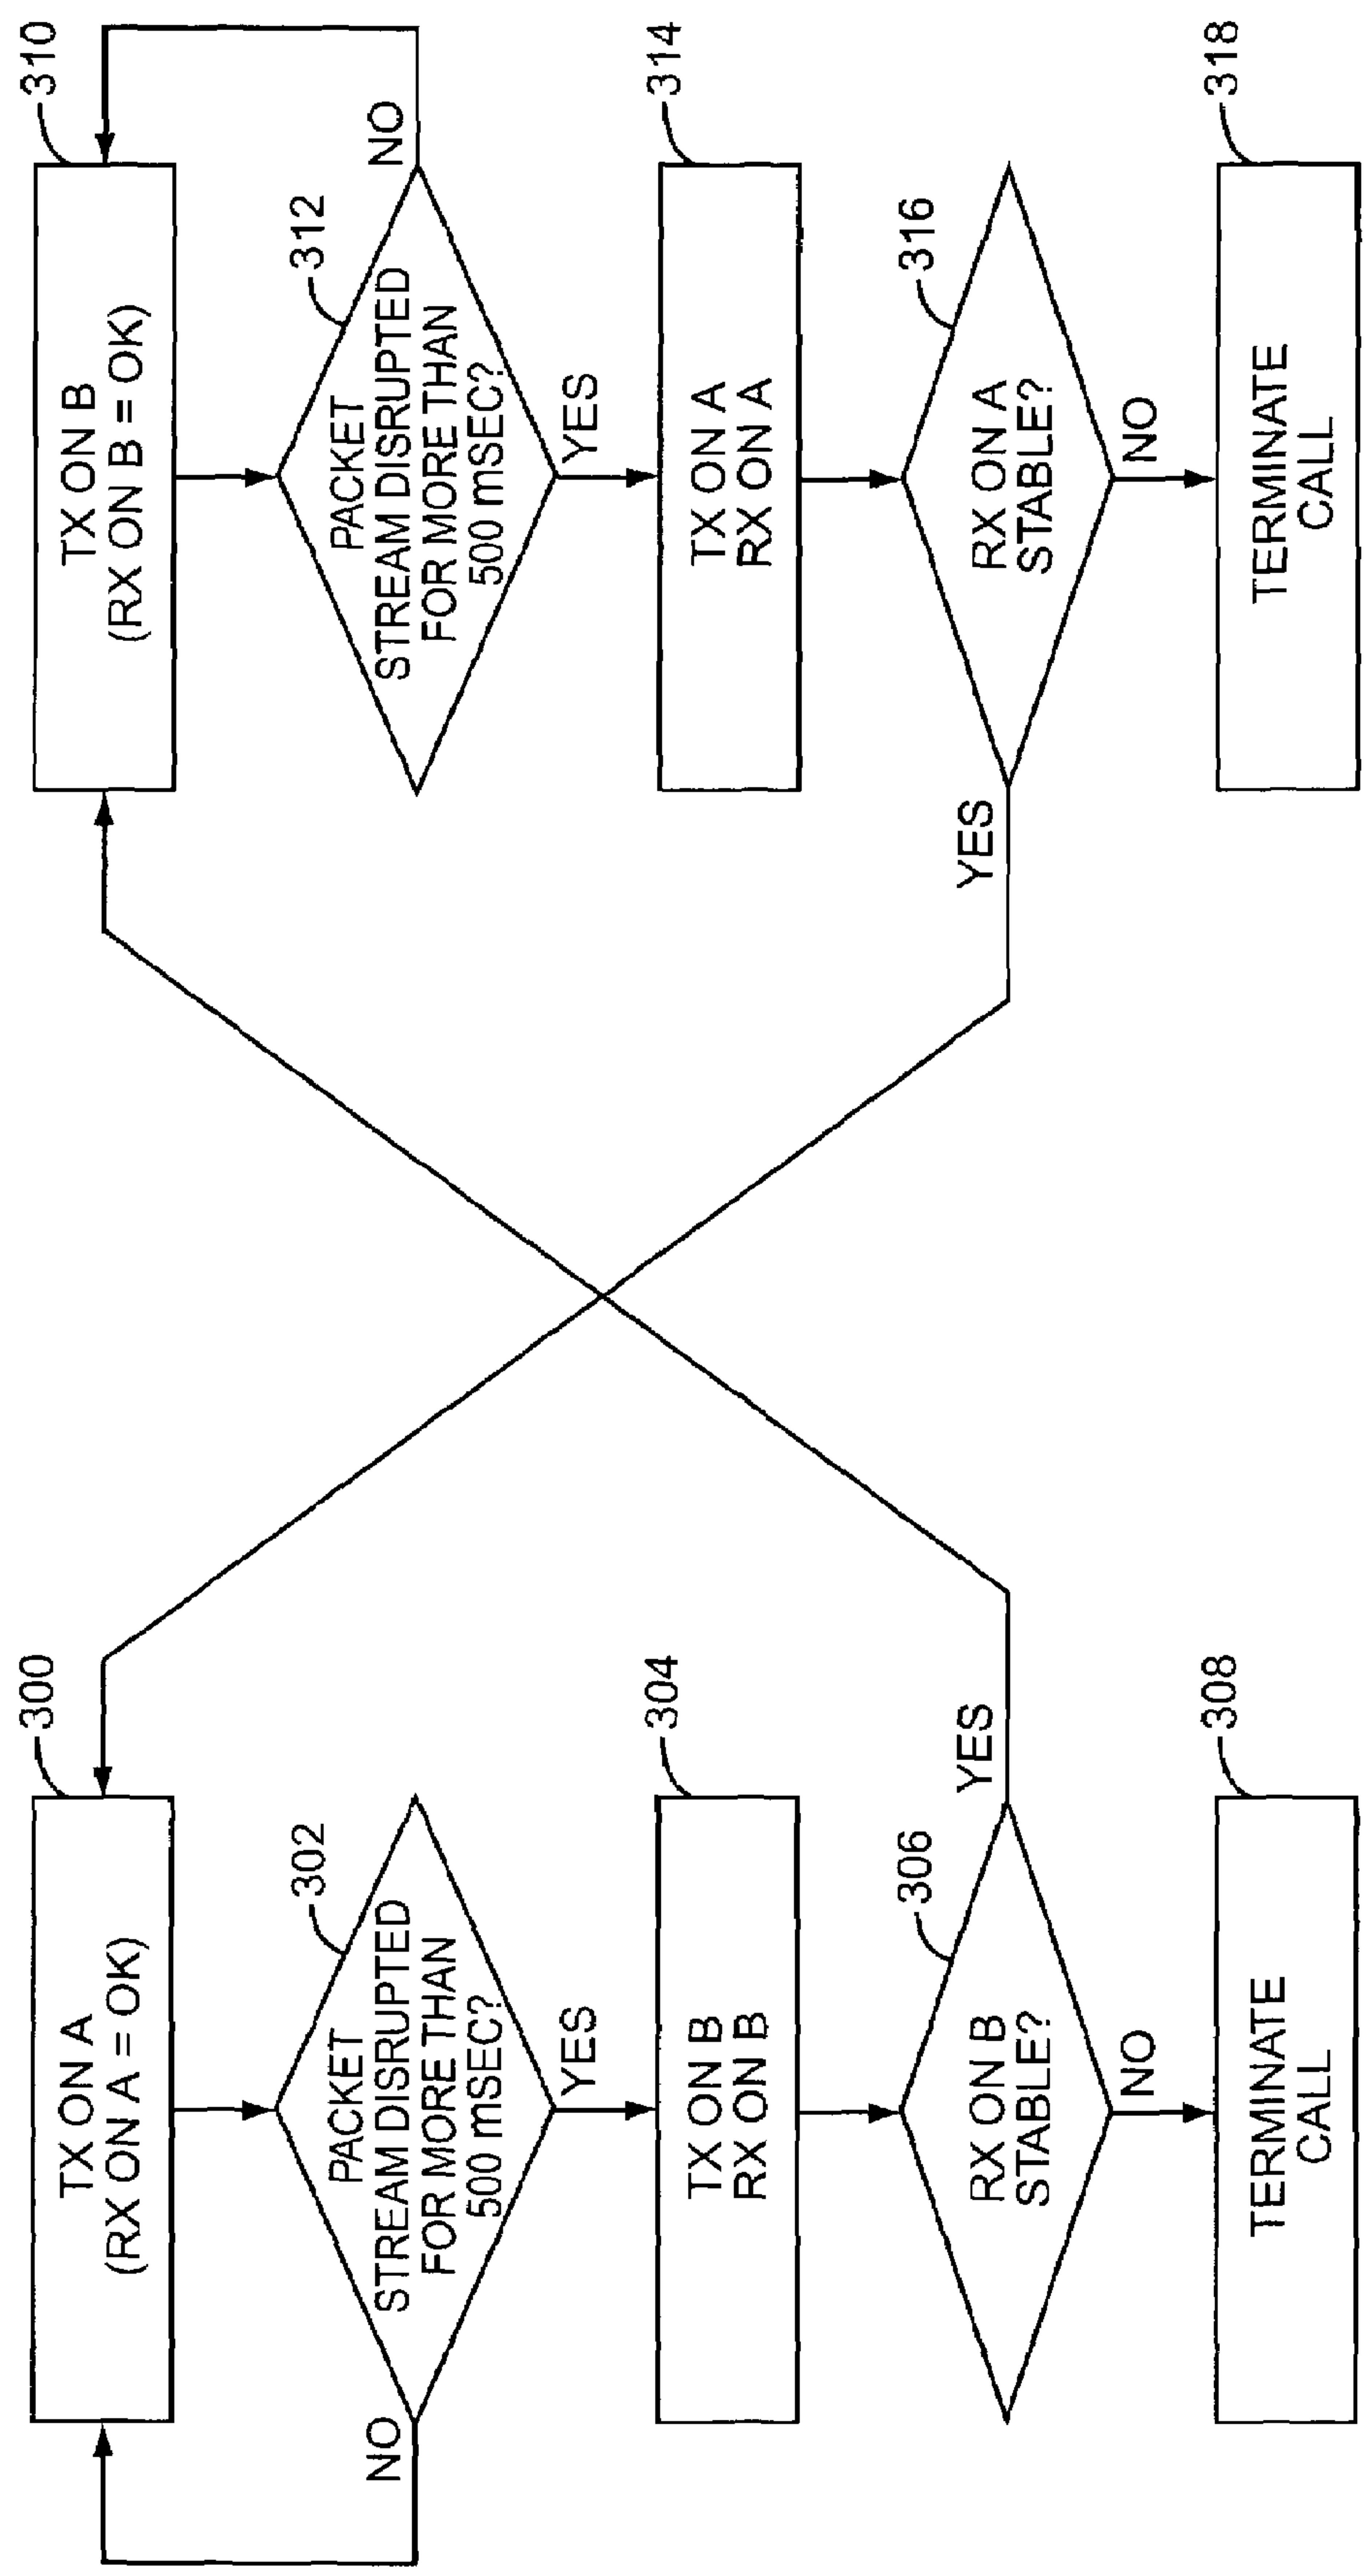 300
TX ON A
(RX ON A = OK)
302
PACKET
STREAM DISRUPTED
FOR MORE THAN
500 mSEC?
NO
YES
304
TX ON B
RX ON B
306
RX ON B
STABLE?
YES
NO
308
TERMINATE
CALL
310
TX ON B
(RX ON B = OK)
312
PACKET
STREAM DISRUPTED
FOR MORE THAN
500 mSEC?
NO
YES
314
TX ON A
RX ON A
316
RX ON A
STABLE?
YES
NO
318
TERMINATE
CALL